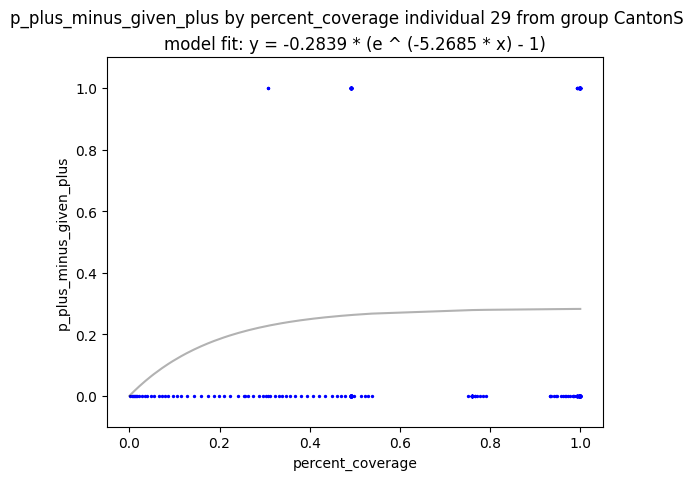 p_plus_minus_given_plus by percent_coverage individual 29 from group CantonS
model fit: y = -0.2839 * (e ^ (-5.2685 * x) - 1)
1.0
0.8
0.6
0.4
0.2
0.0
p_plus_minus_given_plus
0.0 0.2 0.4 0.6 0.8 1.0
percent_coverage